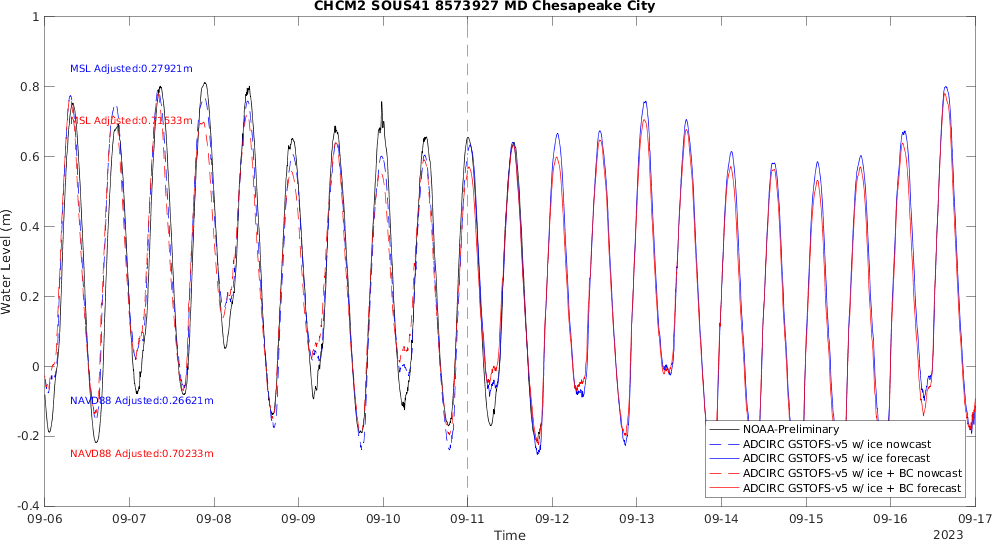 CHCM2 SOUS41 8573927 MD Chesapeake City
1
0.8
0.6
0.4
0.2
0
-0.2
-0.4
Water Level (m)
MSL Adjusted:0.27921m
MSL Adjusted:0.71533m
NAVD88 Adjusted:0.26621m
NAVD88 Adjusted:0.70233m
NOAA-Preliminary
ADCIRC GSTOFS-v5 w/ ice nowcast
ADCIRC GSTOFS-v5 w/ ice forecast
ADCIRC GSTOFS-v5 w/ ice + BC nowcast
ADCIRC GSTOFS-v5 w/ ice + BC forecast
09-06 09-07 09-08 09-09 09-10 09-11 09-12 09-13 09-14 09-15 09-16 09-17
Time
2023